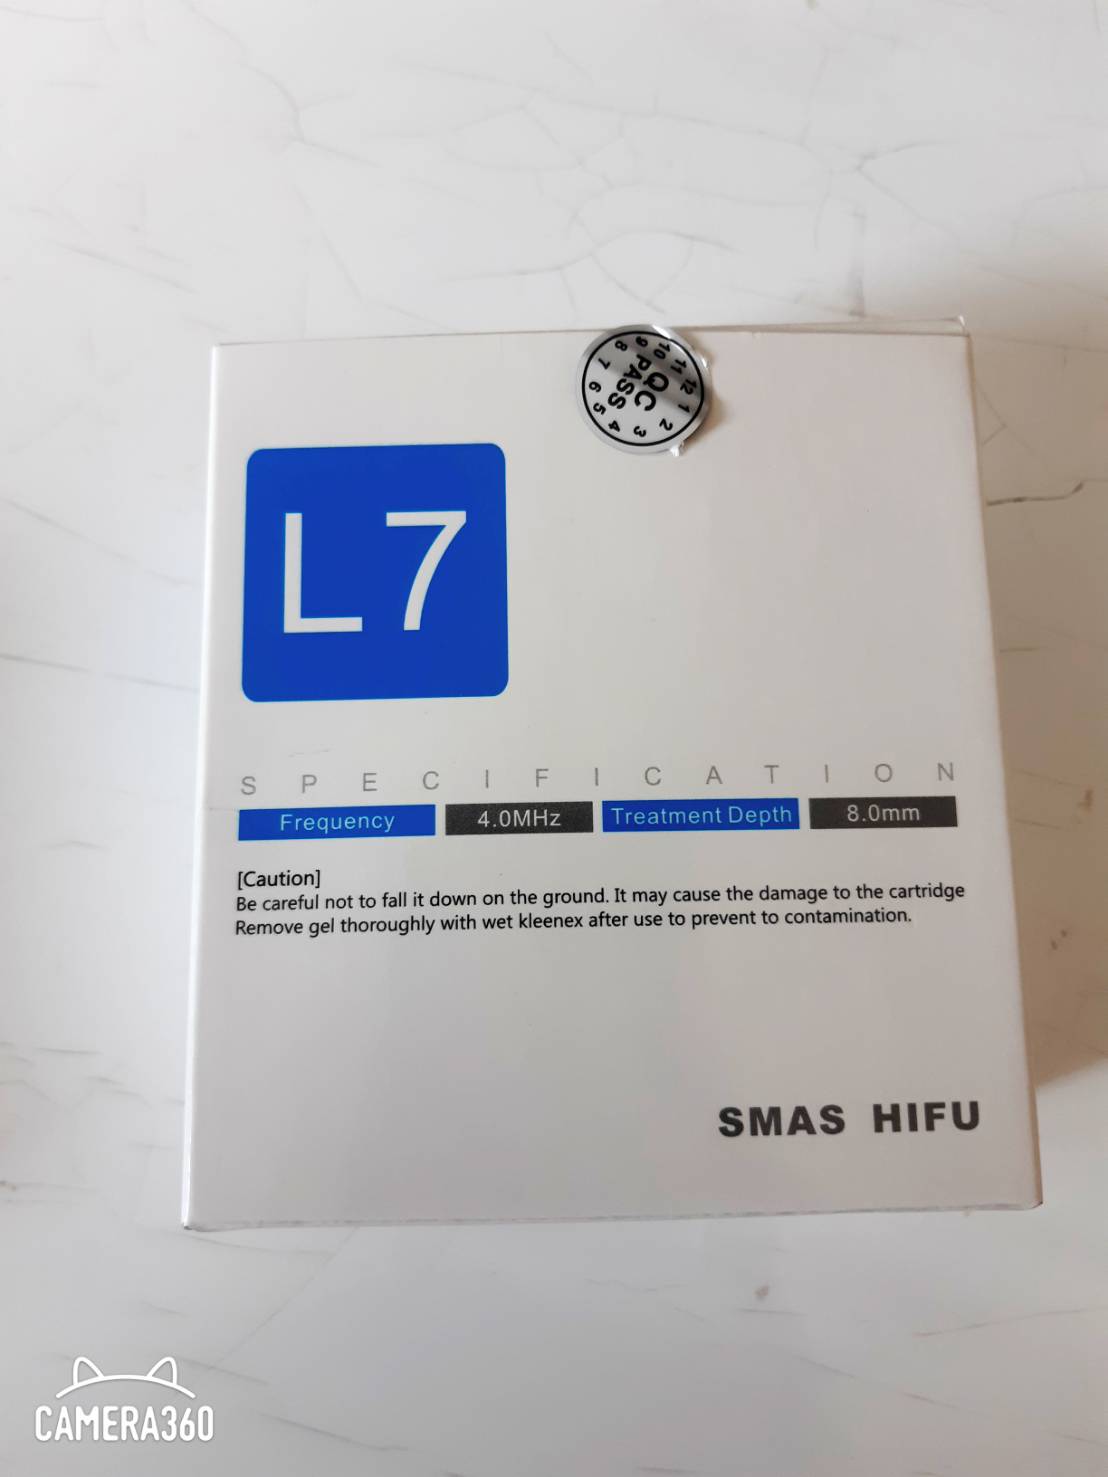 QC
PASS
1 2 3 4 5 6 7 8 9 10 11 12
L7
SPECIFICATION
Frequency 4.0MHz Treatment Depth 8.0mm
[Caution]
Be careful not to fall it down on the ground. It may cause the damage to the cartridge
Remove gel thoroughly with wet kleenex after use to prevent to contamination.
SMAS HIFU
CAMERA360